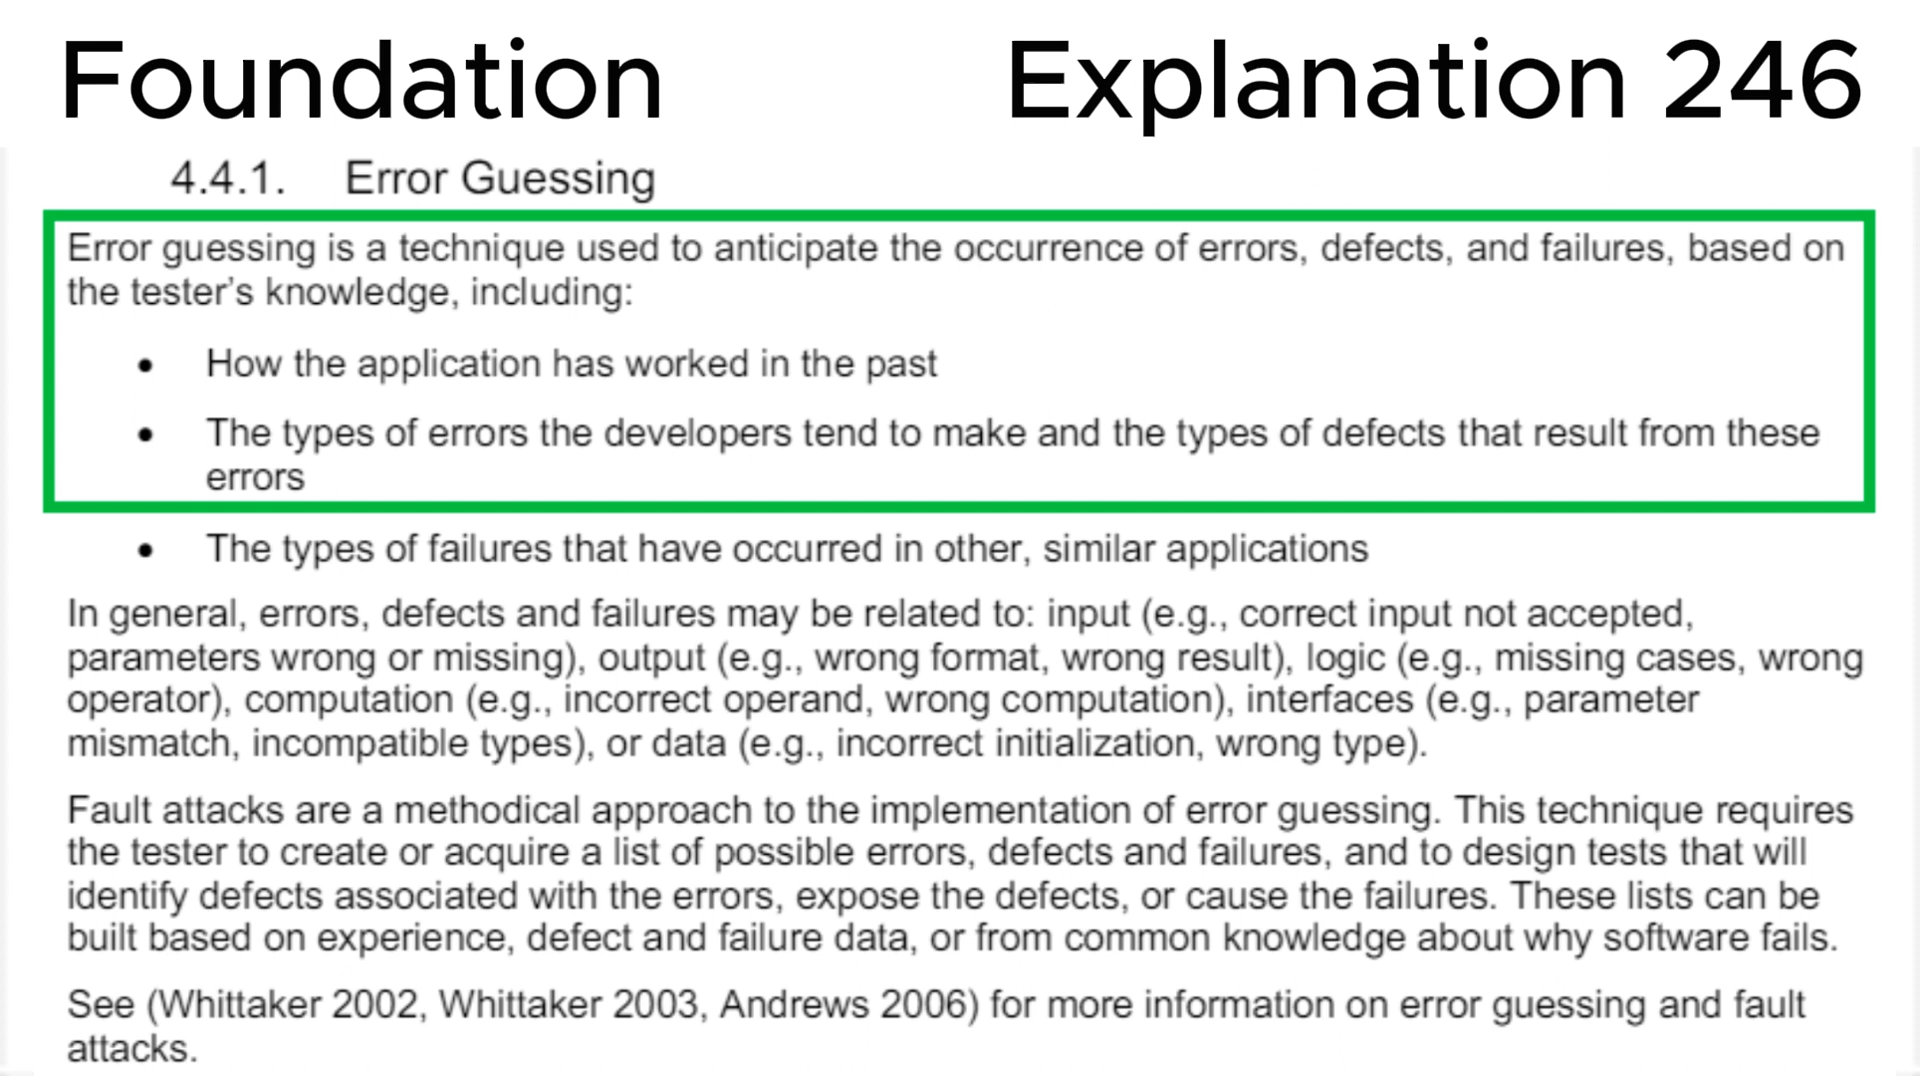 Foundation Explanation 246
4.4.1. Error Guessing
Error guessing is a technique used to anticipate the occurrence of errors, defects, and failures, based on
the tester's knowledge, including:
• How the application has worked in the past
• The types of errors the developers tend to make and the types of defects that result from these
errors
• The types of failures that have occurred in other, similar applications
In general, errors, defects and failures may be related to: input (e.g., correct input not accepted,
parameters wrong or missing), output (e.g., wrong format, wrong result), logic (e.g., missing cases, wrong
operator), computation (e.g., incorrect operand, wrong computation), interfaces (e.g., parameter
mismatch, incompatible types), or data (e.g., incorrect initialization, wrong type).
Fault attacks are a methodical approach to the implementation of error guessing. This technique requires
the tester to create or acquire a list of possible errors, defects and failures, and to design tests that will
identify defects associated with the errors, expose the defects, or cause the failures. These lists can be
built based on experience, defect and failure data, or from common knowledge about why software fails.
See (Whittaker 2002, Whittaker 2003, Andrews 2006) for more information on error guessing and fault
attacks.